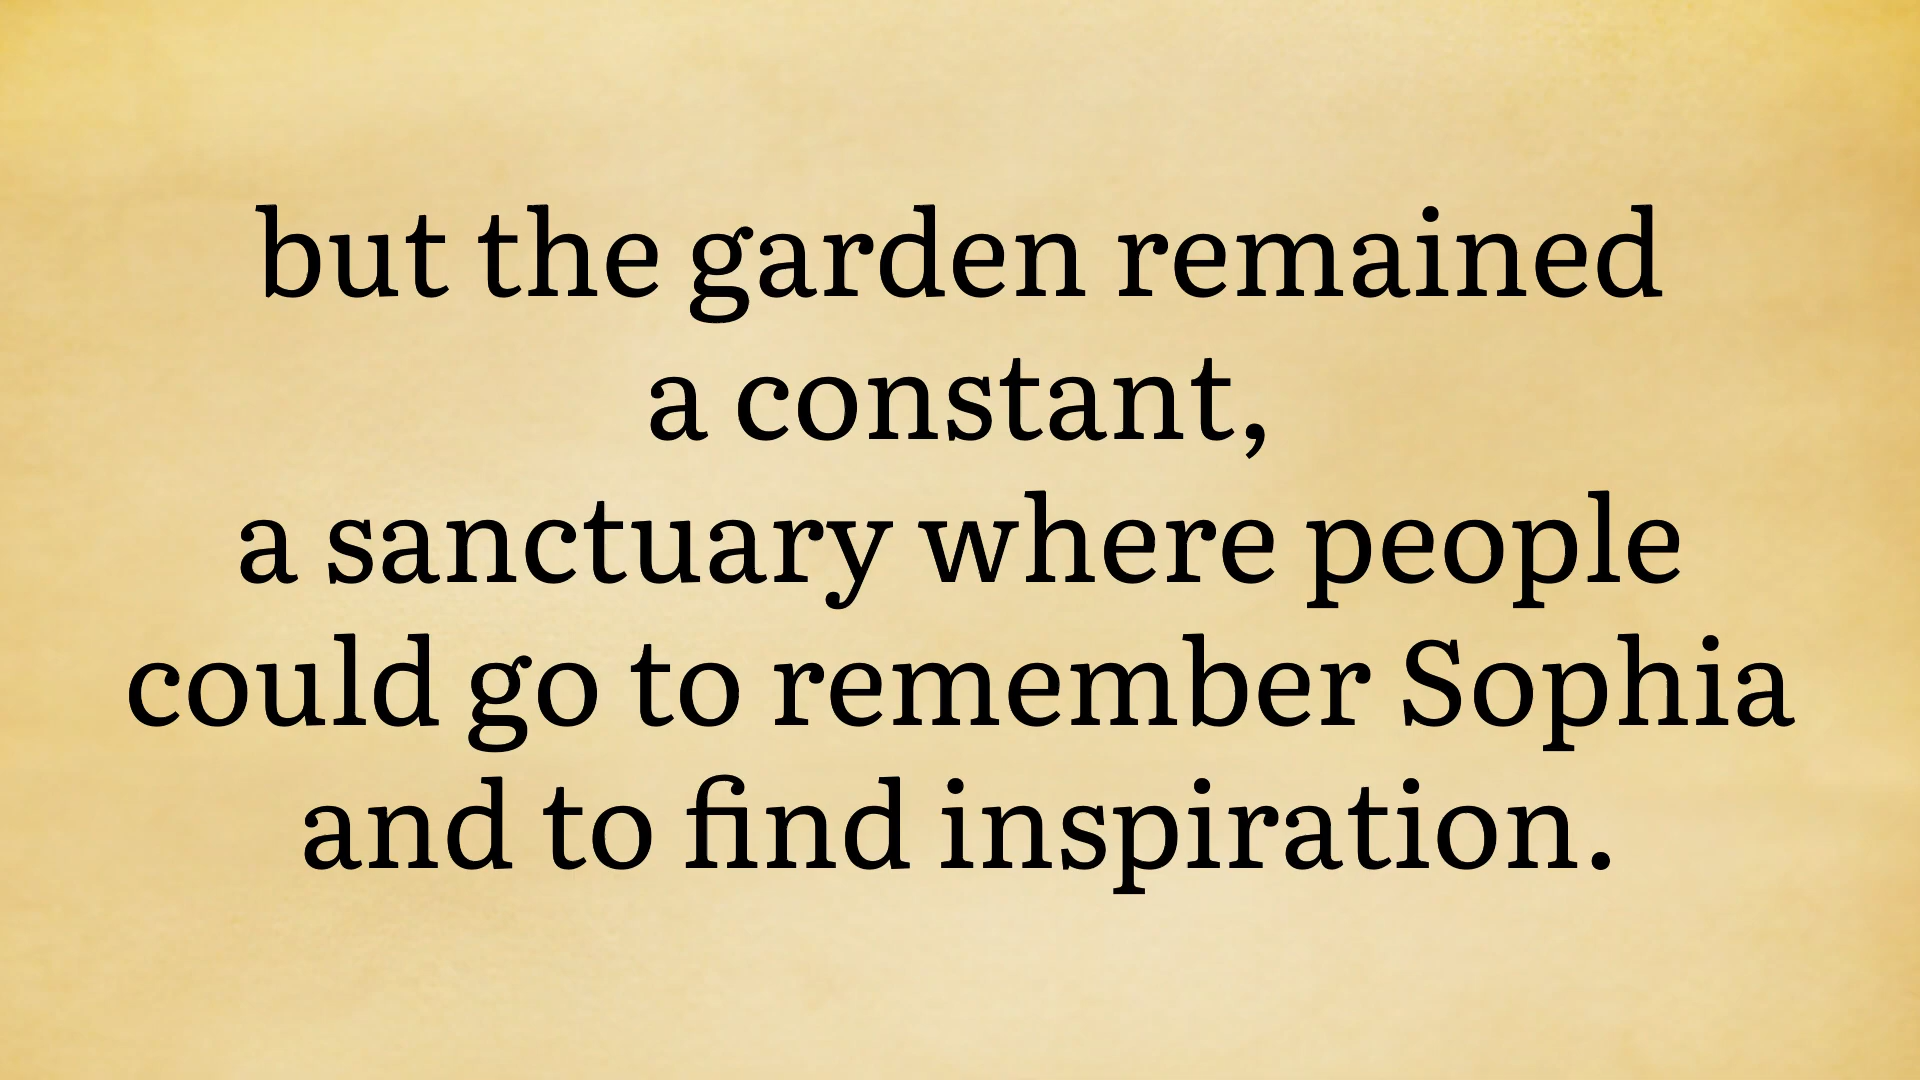 but the garden remained
a constant,
a sanctuary where people
could go to remember Sophia
and to find inspiration.